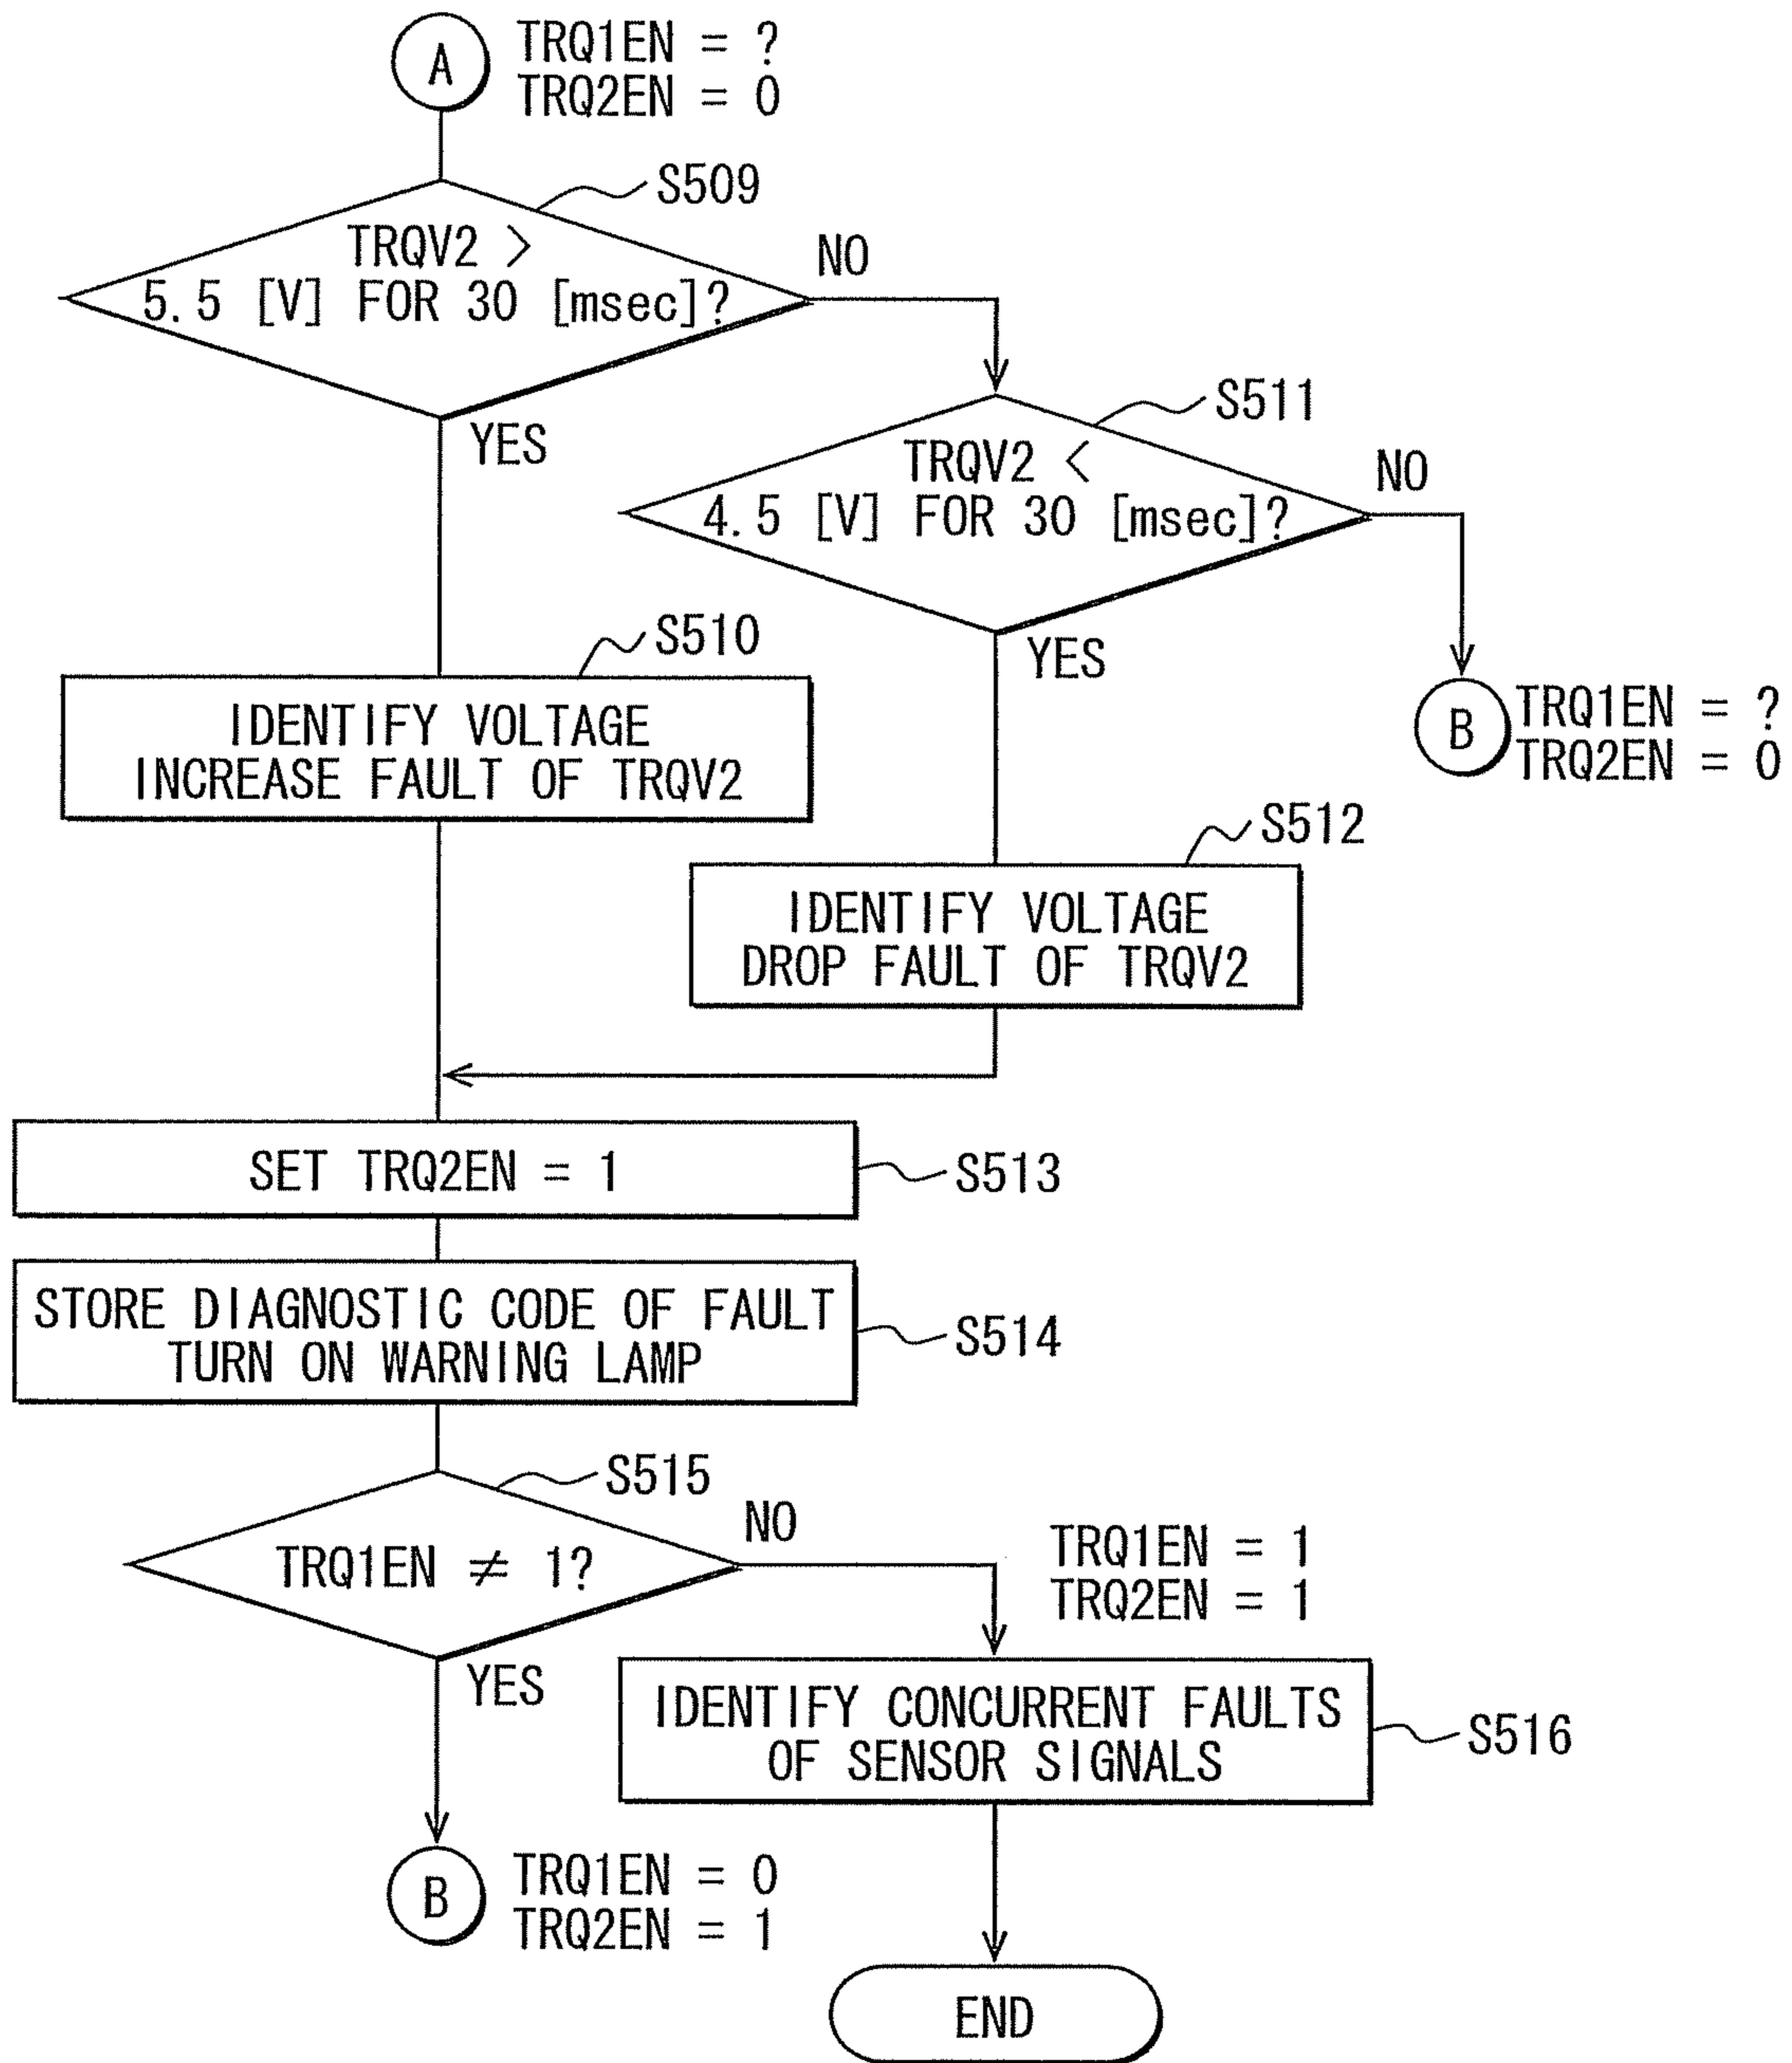 A
TRQ1EN = ?
TRQ2EN = 0
S509
TRQV2 >
5.5 [V] FOR 30 [msec]?
NO
YES
S511
TRQV2 <
4.5 [V] FOR 30 [msec]?
NO
YES
S510
IDENTIFY VOLTAGE
INCREASE FAULT OF TRQV2
B
TRQ1EN = ?
TRQ2EN = 0
S512
IDENTIFY VOLTAGE
DROP FAULT OF TRQV2
SET TRQ2EN = 1
S513
STORE DIAGNOSTIC CODE OF FAULT
TURN ON WARNING LAMP
S514
S515
TRQ1EN ≠ 1?
NO
YES
TRQ1EN = 1
TRQ2EN = 1
IDENTIFY CONCURRENT FAULTS
OF SENSOR SIGNALS
S516
B
TRQ1EN = 0
TRQ2EN = 1
END